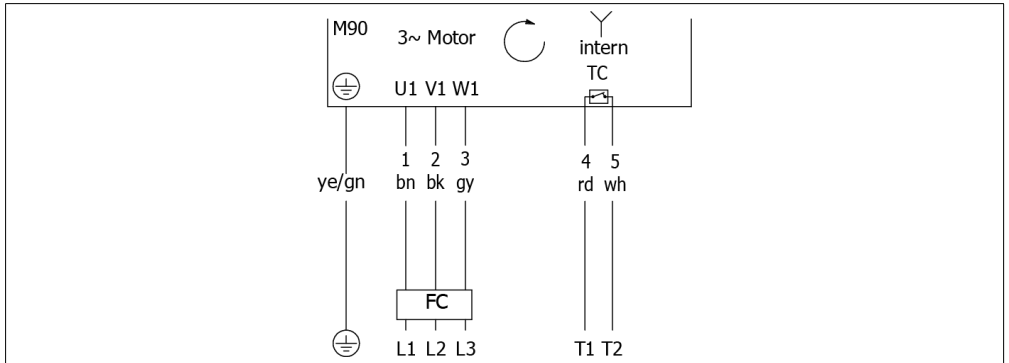 M90
3~ Motor
intern
TC
U1 V1 W1
1 2 3 4 5
ye/gn bn bk gy rd wh
FC
L1 L2 L3 T1 T2